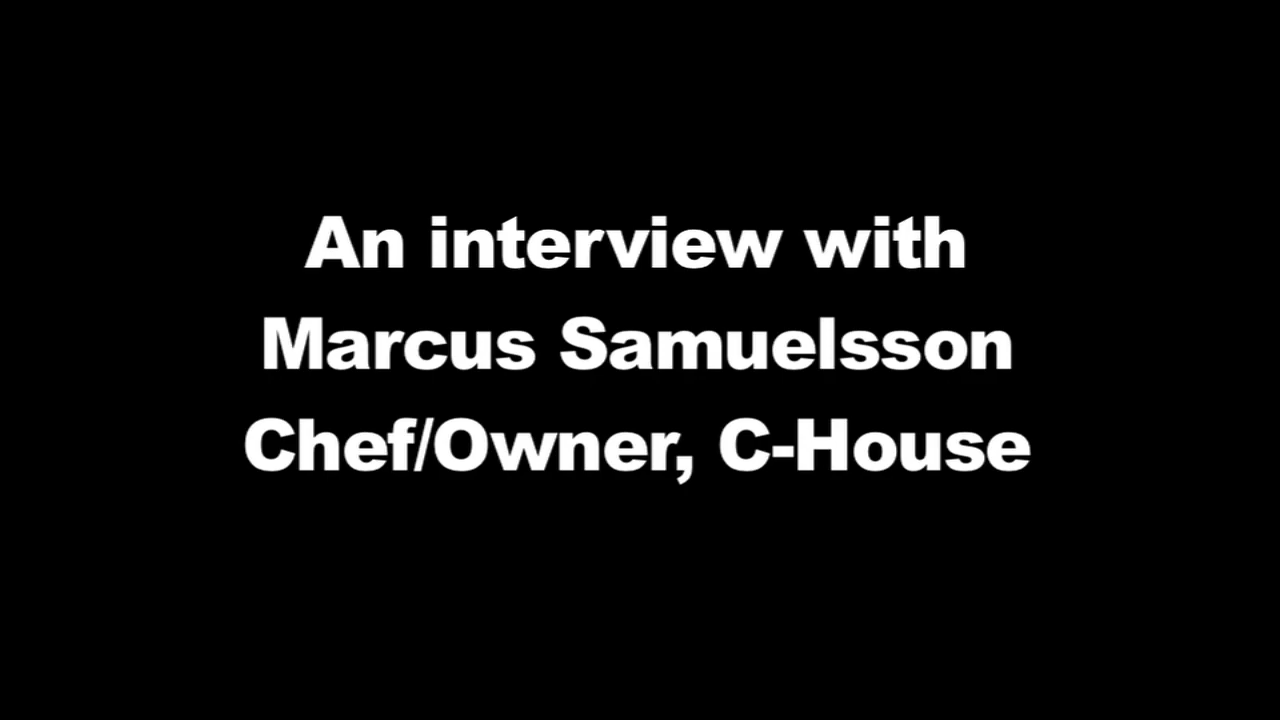 An interview with
Marcus Samuelsson
Chef/Owner, C-House